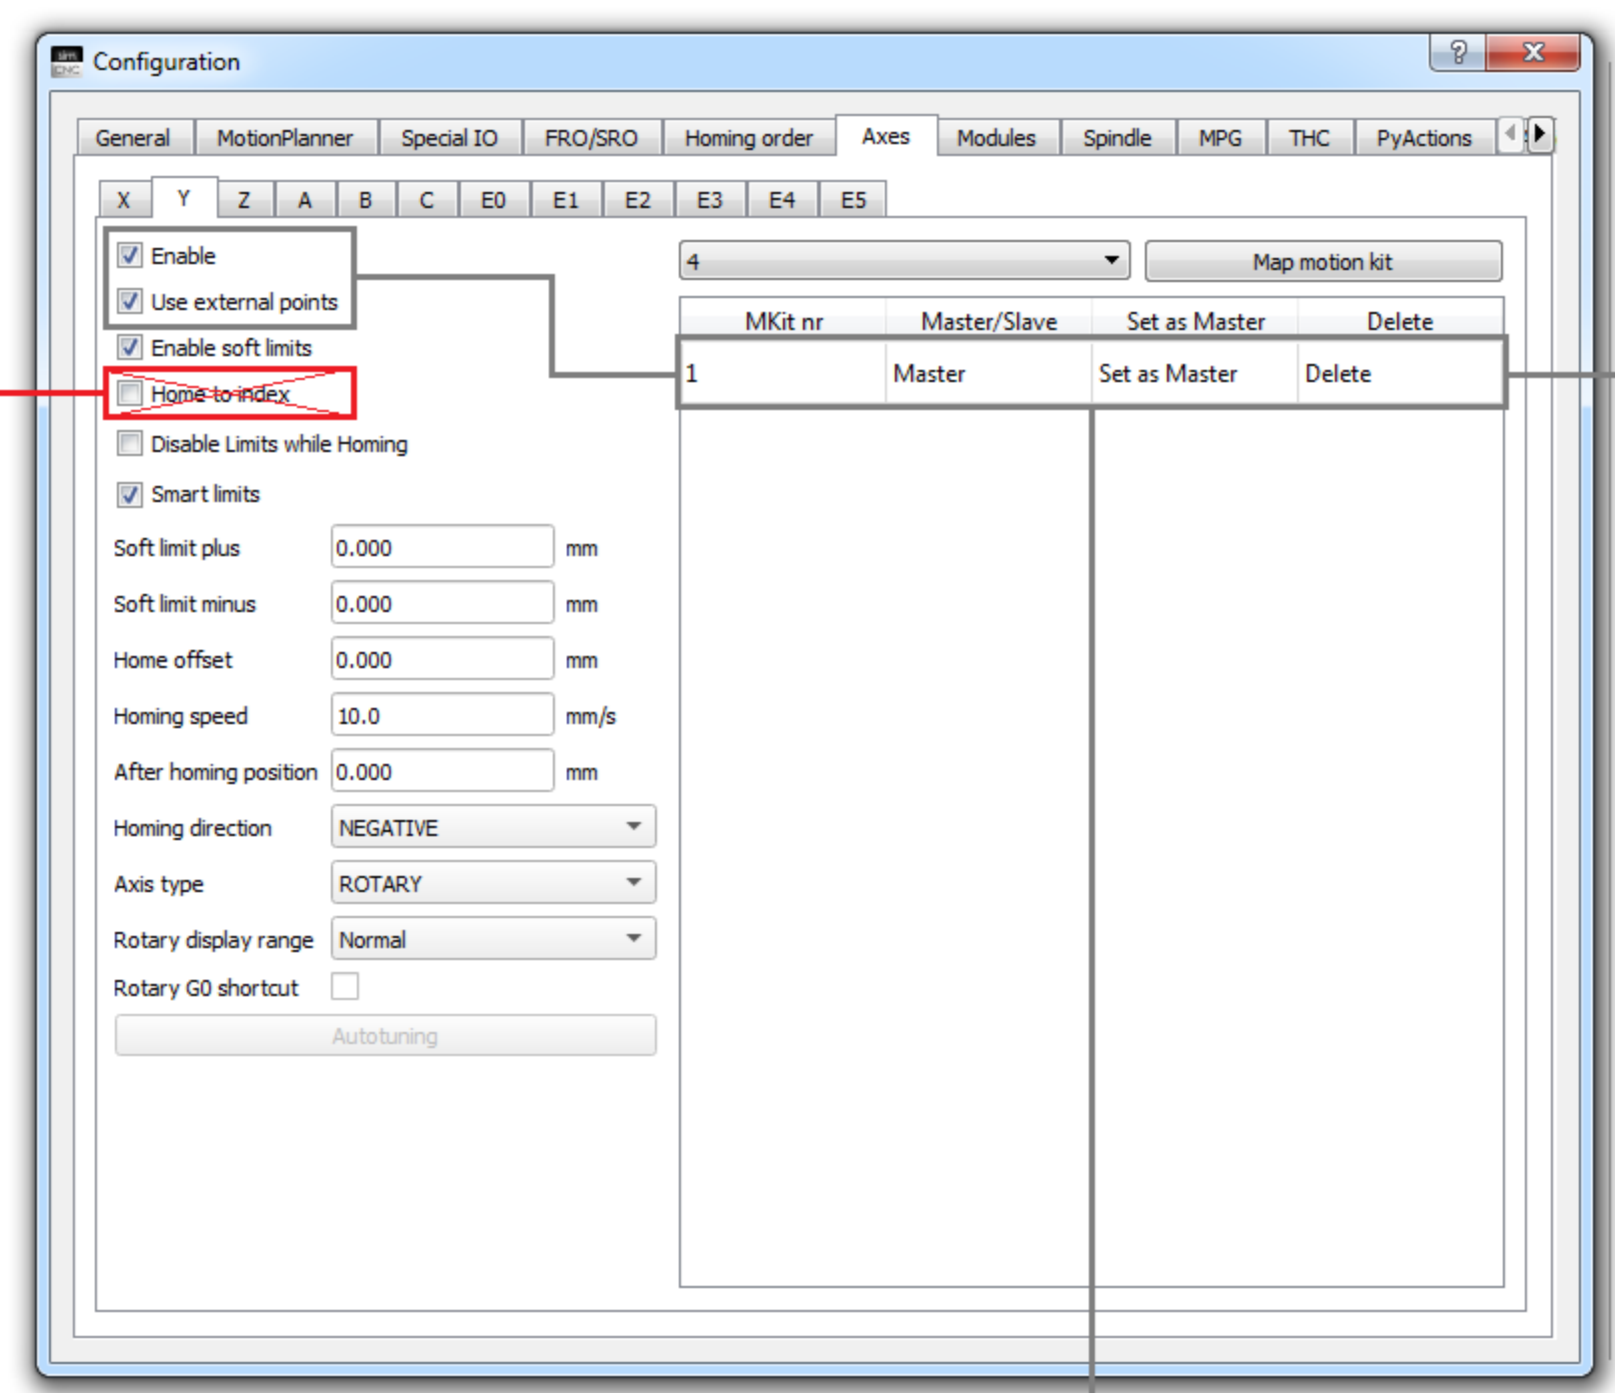 sim CNC Configuration
General MotionPlanner Special IO FRO/SRO Homing order Axes Modules Spindle MPG THC PyActions
X Y Z A B C E0 E1 E2 E3 E4 E5
Enable
Use external points
Enable soft limits
Home to index
Disable Limits while Homing
Smart limits
Soft limit plus 0.000 mm
Soft limit minus 0.000 mm
Home offset 0.000 mm
Homing speed 10.0 mm/s
After homing position 0.000 mm
Homing direction NEGATIVE
Axis type ROTARY
Rotary display range Normal
Rotary G0 shortcut
Autotuning
4 Map motion kit
MKit nr Master/Slave Set as Master Delete
1 Master Set as Master Delete